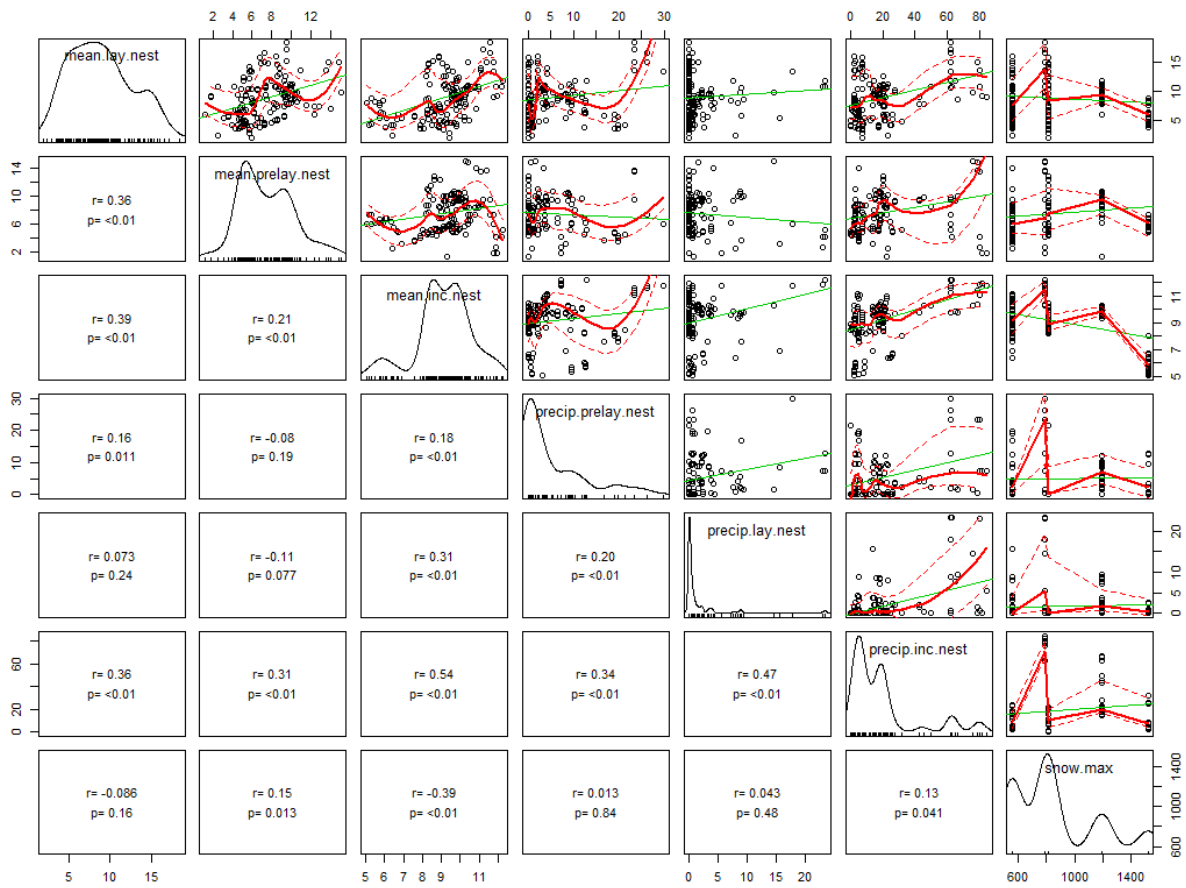 2 4 6 8 12
0 10 20 30
0 20 40 60 80
mean.lay.nest
5 10 15
2 6 10 14
r= 0.36
p= <0.01
mean.prelay.nest
r= 0.39
p= <0.01
r= 0.21
p= <0.01
mean.inc.nest
5 7 9 11
0 10 20 30
r= 0.16
p= 0.011
r= -0.08
p= 0.19
r= 0.18
p= <0.01
precip.prelay.nest
r= 0.073
p= 0.24
r= -0.11
p= 0.077
r= 0.31
p= <0.01
r= 0.20
p= <0.01
precip.lay.nest
0 5 10 20
0 20 60
r= 0.36
p= <0.01
r= 0.31
p= <0.01
r= 0.54
p= <0.01
r= 0.34
p= <0.01
r= 0.47
p= <0.01
precip.inc.nest
r= -0.086
p= 0.16
r= 0.15
p= 0.013
r= -0.39
p= <0.01
r= 0.013
p= 0.84
r= 0.043
p= 0.48
r= 0.13
p= 0.041
snow.max
600 1000 1400
5 10 15
5 6 7 8 9 11
0 5 10 15 20
600 1000 1400